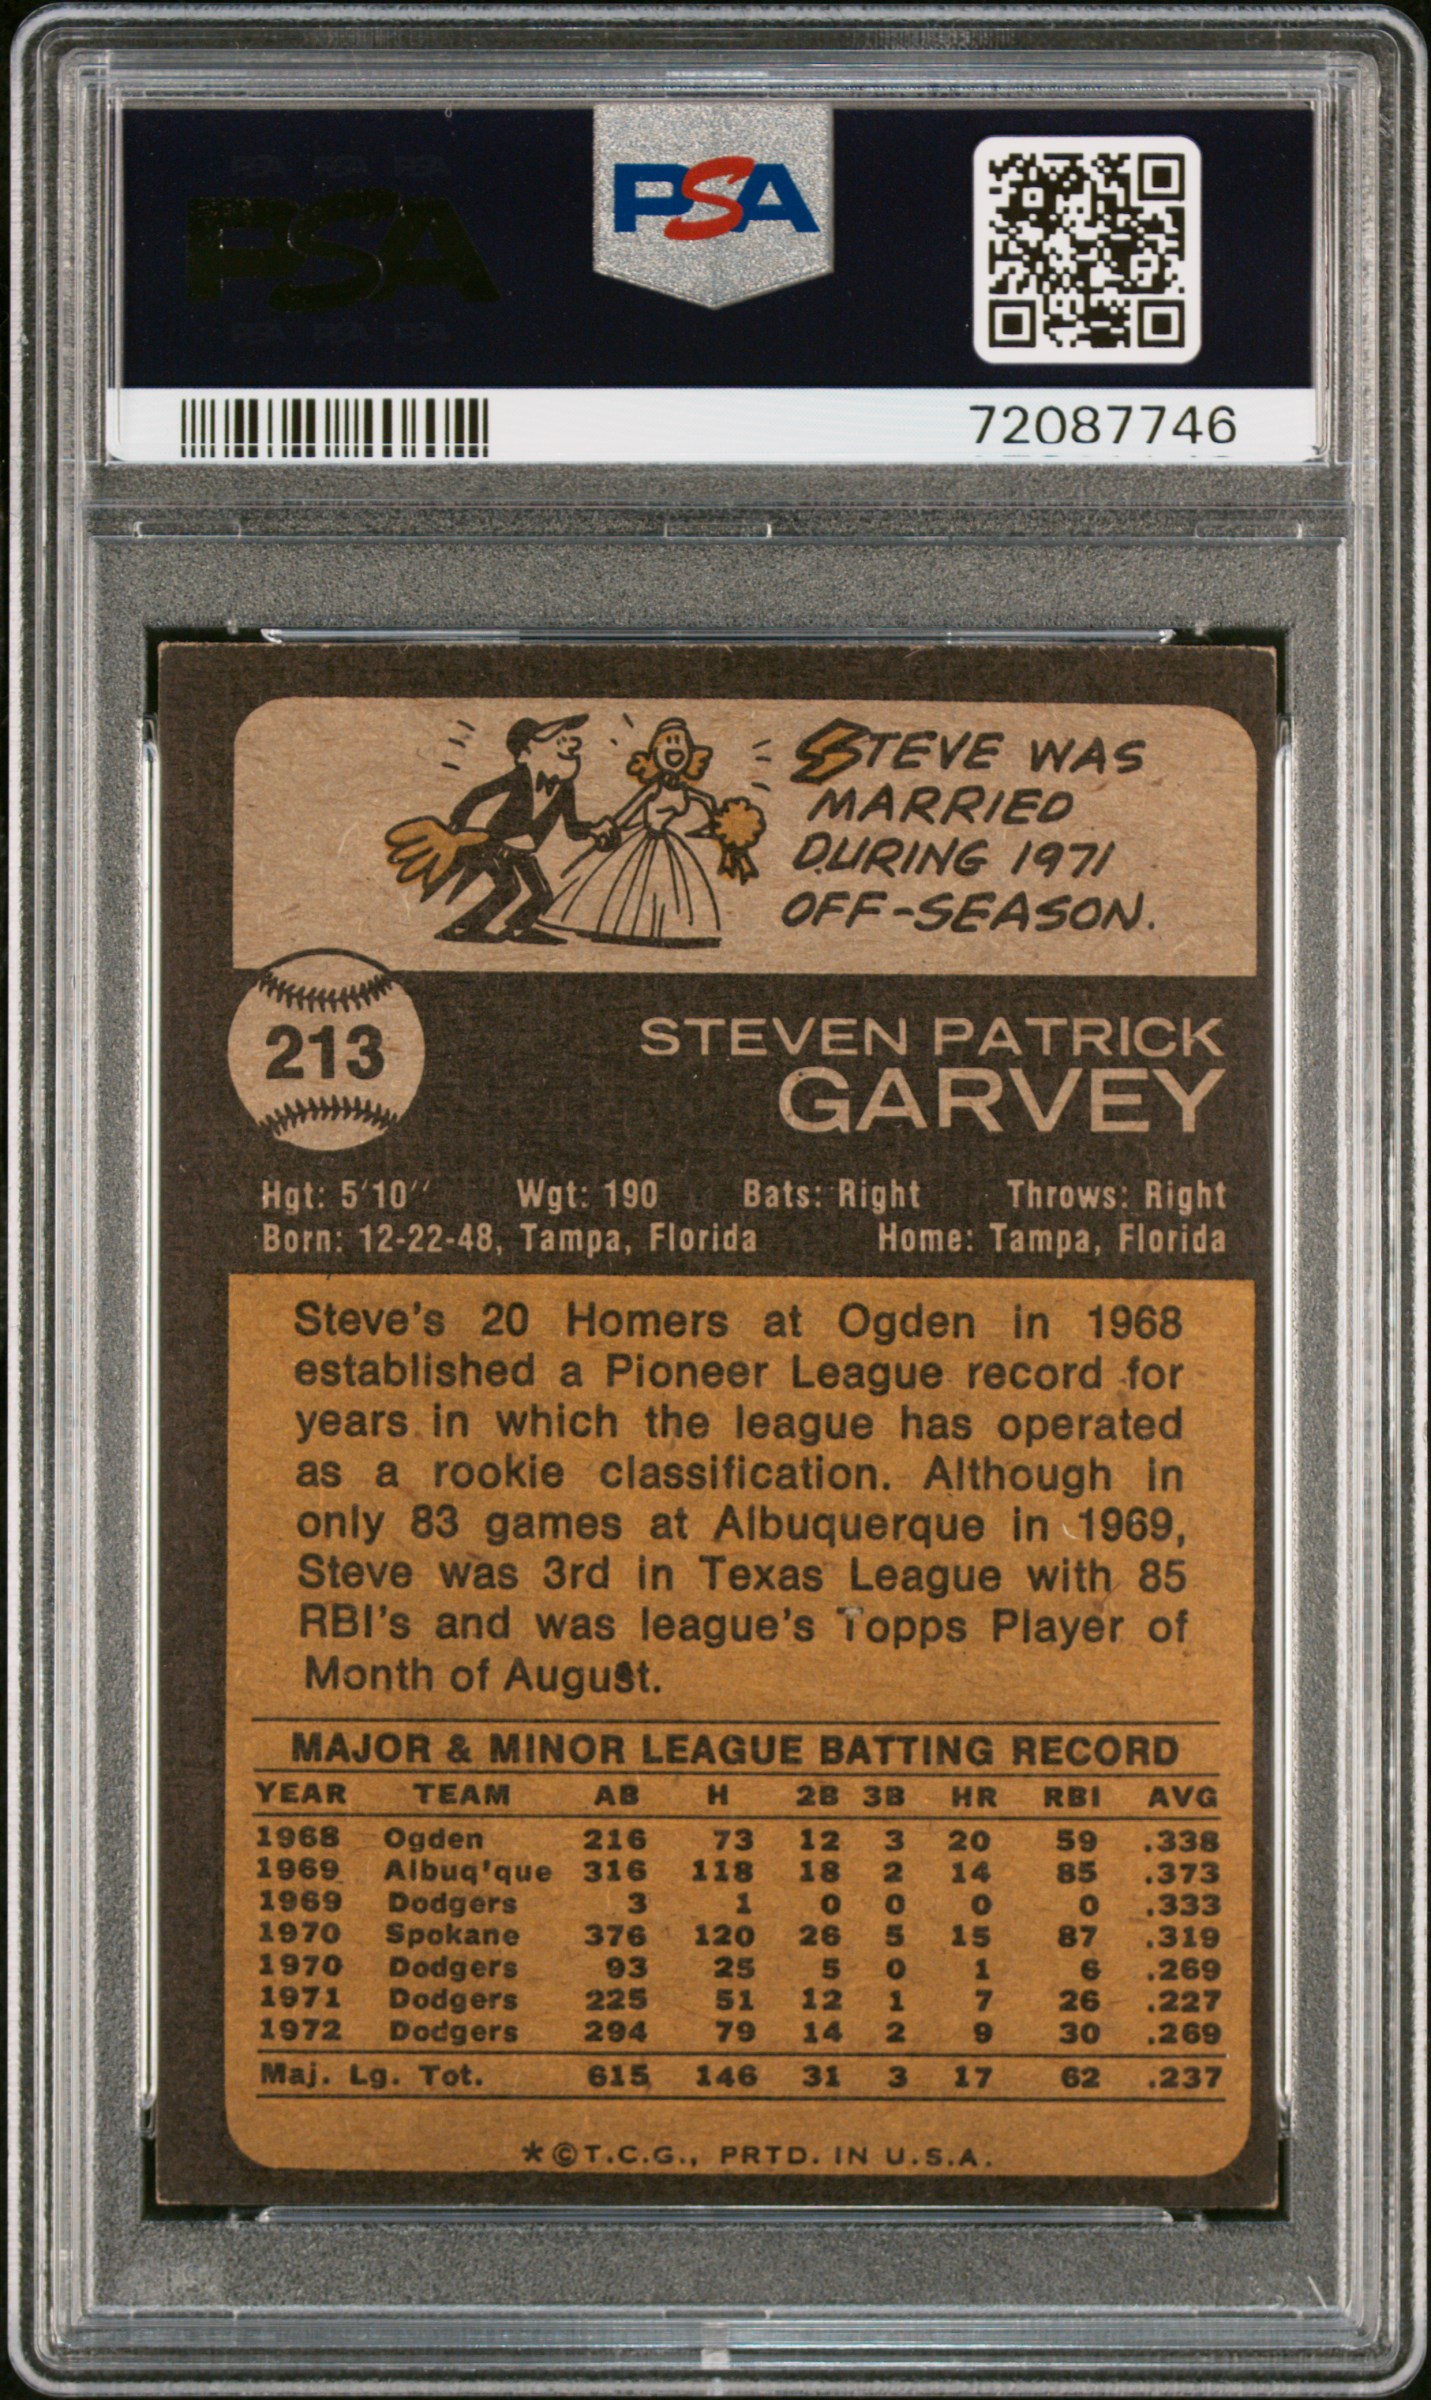 PSA PSA PSA
PSA
PSA
PSA PSA PSA
72087746
STEVE WAS
MARRIED
DURING 1971
OFF-SEASON.
213
STEVEN PATRICK
GARVEY
Hgt: 5'10'' Wgt: 190 Bats: Right Throws: Right
Born: 12-22-48, Tampa, Florida Home: Tampa, Florida
Steve's 20 Homers at Ogden in 1968
established a Pioneer League record for
years in which the league has operated
as a rookie classification. Although in
only 83 games at Albuquerque in 1969,
Steve was 3rd in Texas League with 85
RBI's and was league's Topps Player of
Month of August.
MAJOR & MINOR LEAGUE BATTING RECORD
YEAR TEAM AB H 2B 3B HR RBI AVG
1968 Ogden 216 73 12 3 20 59 .338
1969 Albuq'que 316 118 18 2 14 85 .373
1969 Dodgers 3 1 0 0 0 0 .333
1970 Spokane 376 120 26 5 15 87 .319
1970 Dodgers 93 25 5 0 1 6 .269
1971 Dodgers 225 51 12 1 7 26 .227
1972 Dodgers 294 79 14 2 9 30 .269
Maj. Lg. Tot. 615 146 31 3 17 62 .237
*©T.C.G., PRTD. IN U.S.A.